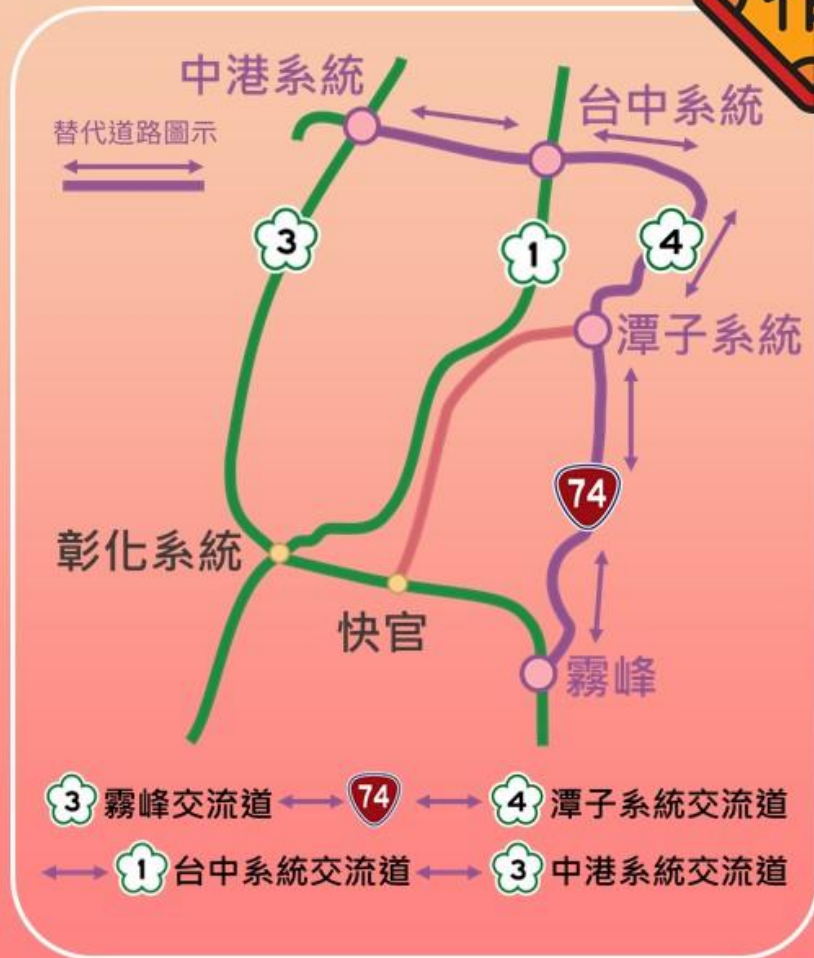 中港系統
台中系統
替代道路圖示
3
1
4
潭子系統
74
彰化系統
快官
霧峰
3 霧峰交流道 74 4 潭子系統交流道
1 台中系統交流道 3 中港系統交流道